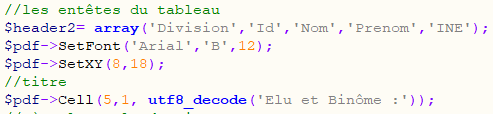 //les entêtes du tableau
$header2= array('Division','Id','Nom','Prenom','INE');
$pdf->SetFont('Arial','B',12);
$pdf->SetXY(8,18);
//titre
$pdf->Cell(5,1, utf8_decode('Elu et Binôme :'));